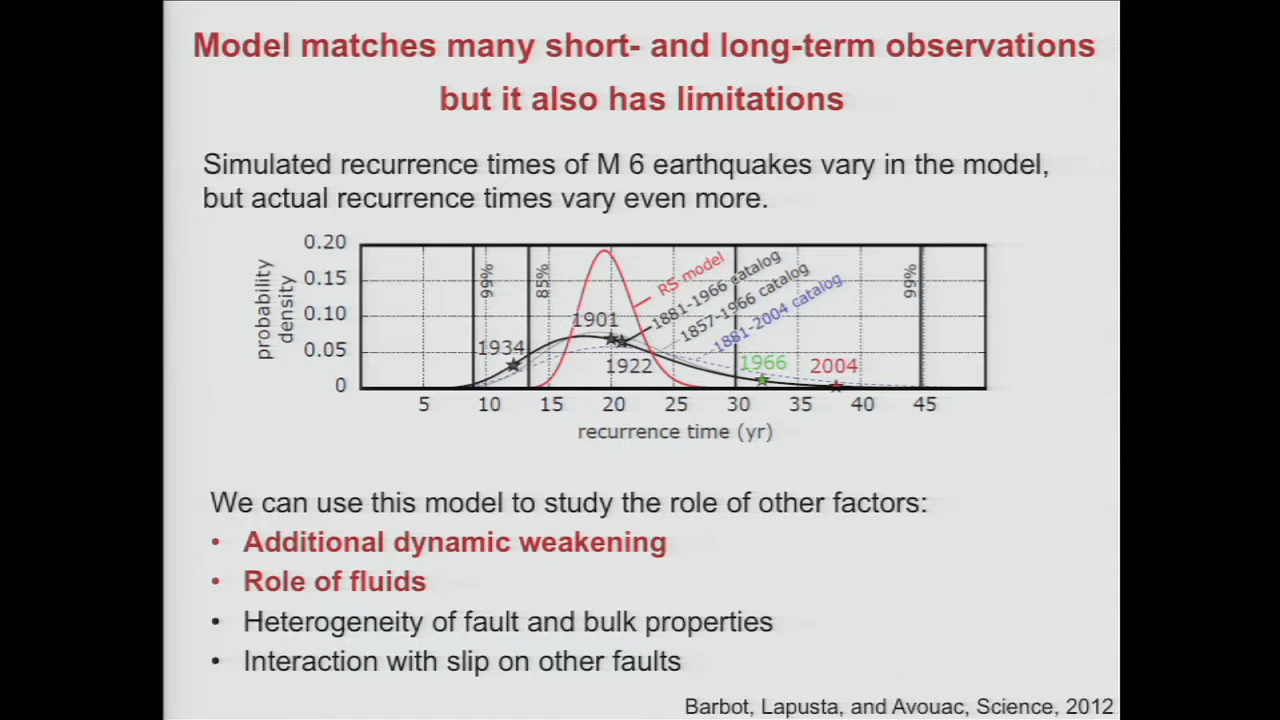 Model matches many short- and long-term observations
but it also has limitations
Simulated recurrence times of M 6 earthquakes vary in the model,
but actual recurrence times vary even more.
probability
density
0.20
0.15
0.10
0.05
0
99%
85%
99%
RS model
1881-1966 catalog
1857-1966 catalog
1881-2004 catalog
1934
1901
1922
1966
2004
5 10 15 20 25 30 35 40 45
recurrence time (yr)
We can use this model to study the role of other factors:
• Additional dynamic weakening
• Role of fluids
• Heterogeneity of fault and bulk properties
• Interaction with slip on other faults
Barbot, Lapusta, and Avouac, Science, 2012